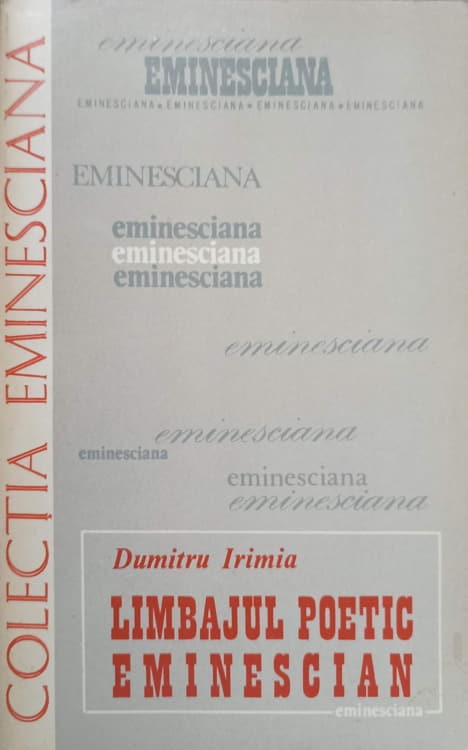 COLECȚIA EMINESCIANA
eminesciana
EMINESCIANA
EMINESCIANA • EMINESCIANA • EMINESCIANA • EMINESCIANA
EMINESCIANA
eminesciana
eminesciana
eminesciana
eminesciana
eminesciana
eminesciana
eminesciana
eminesciana
Dumitru Irimia
LIMBAJUL POETIC
EMINESCIAN
eminesciana